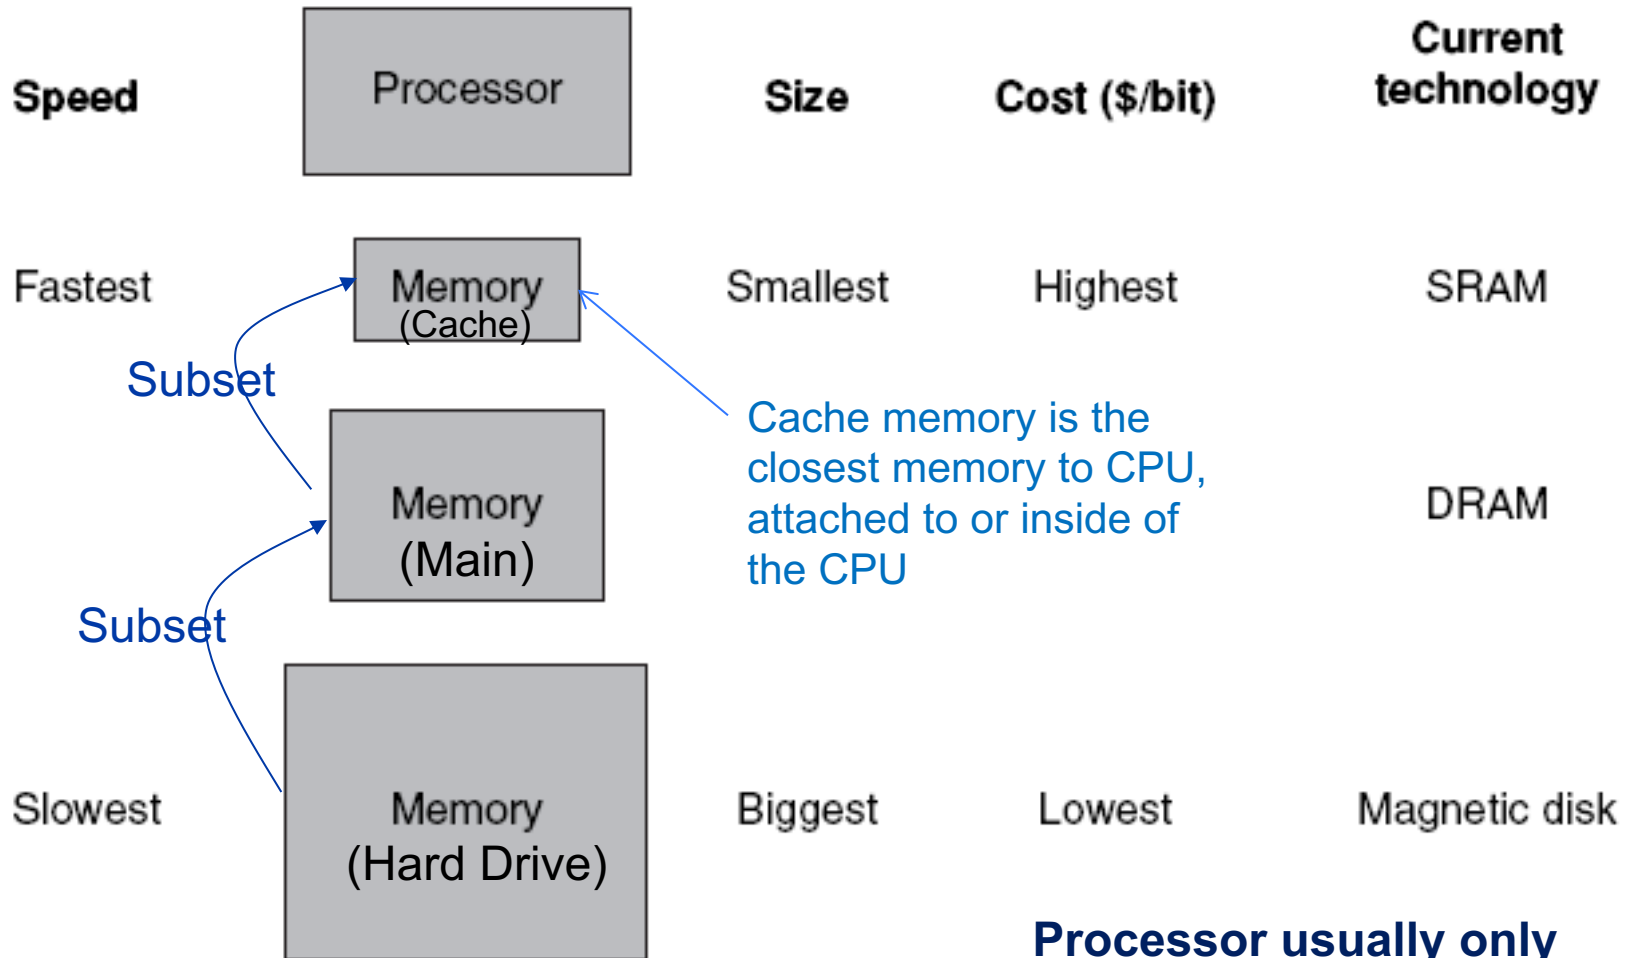 Current
technology
Speed
Processor
Size
Cost ($/bit)
Fastest
Memory
(Cache)
Smallest
Highest
SRAM
Subset
Cache memory is the
closest memory to CPU,
attached to or inside of
the CPU
Memory
(Main)
DRAM
Subset
Slowest
Memory
(Hard Drive)
Biggest
Lowest
Magnetic disk
Processor usually only